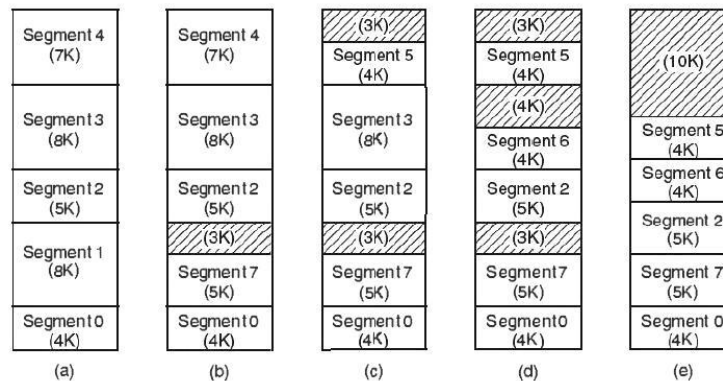 Segment 4
(7K)
Segment 3
(8K)
Segment 2
(5K)
Segment 1
(8K)
Segment 0
(4K)
(a)
Segment 4
(7K)
Segment 3
(8K)
Segment 2
(5K)
(3K)
Segment 7
(5K)
Segment 0
(4K)
(b)
(3K)
Segment 5
(4K)
Segment 3
(8K)
Segment 2
(5K)
(3K)
Segment 7
(5K)
Segment 0
(4K)
(c)
(3K)
Segment 5
(4K)
(4K)
Segment 6
(4K)
Segment 2
(5K)
(3K)
Segment 7
(5K)
Segment 0
(4K)
(d)
(10K)
Segment 5
(4K)
Segment 6
(4K)
Segment 2
(5K)
Segment 7
(5K)
Segment 0
(4K)
(e)